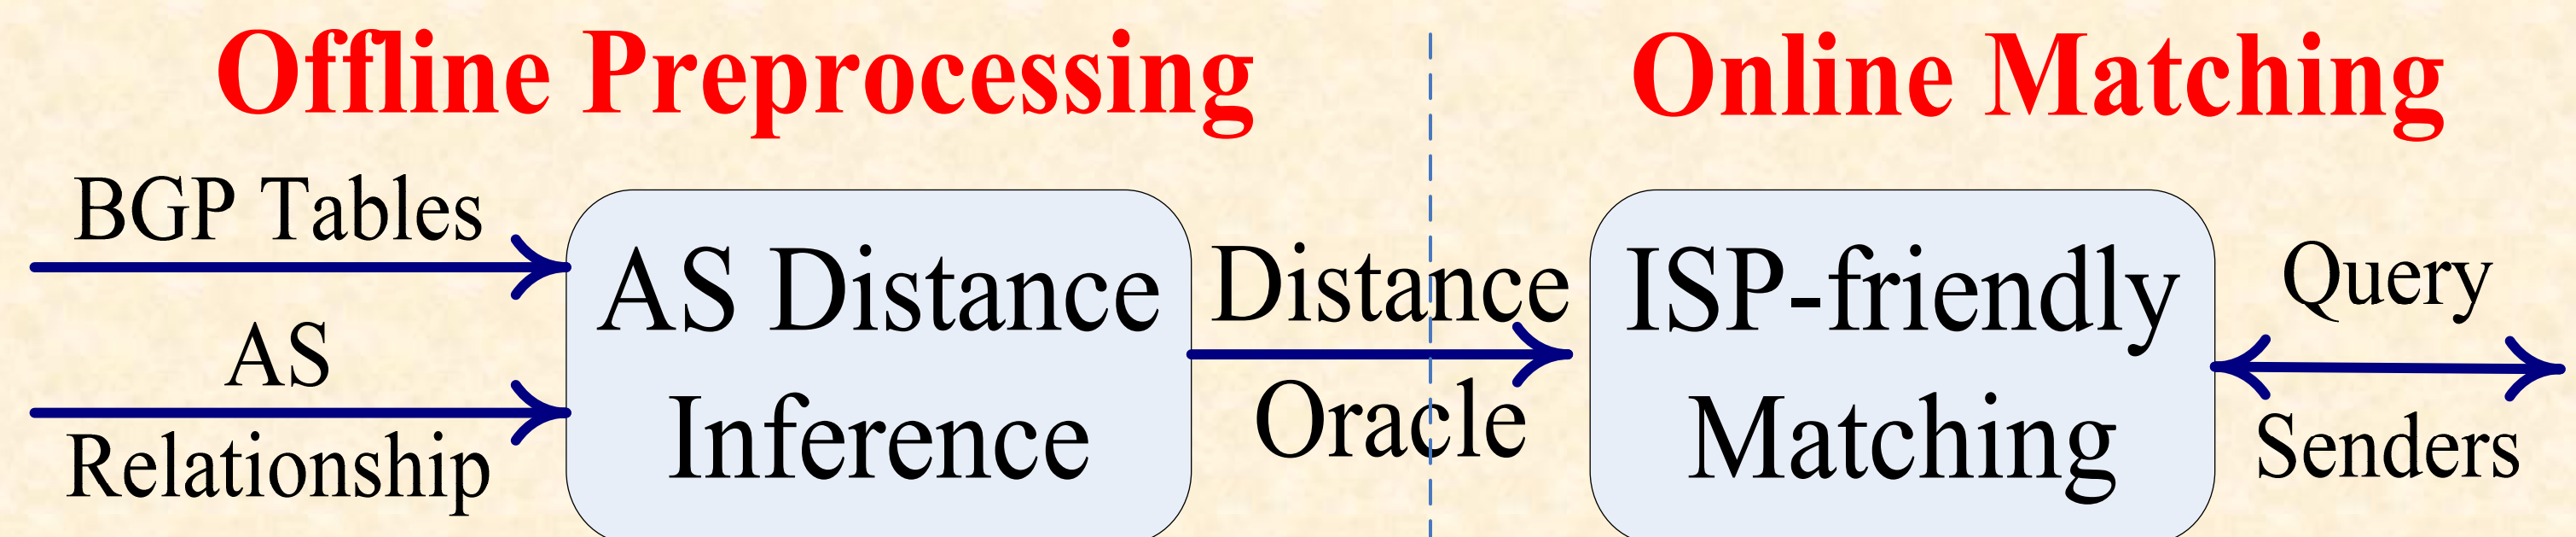 Offline Preprocessing
Online Matching
BGP Tables
AS
Relationship
AS Distance
Inference
Distance
Oracle
ISP-friendly
Matching
Query
Senders